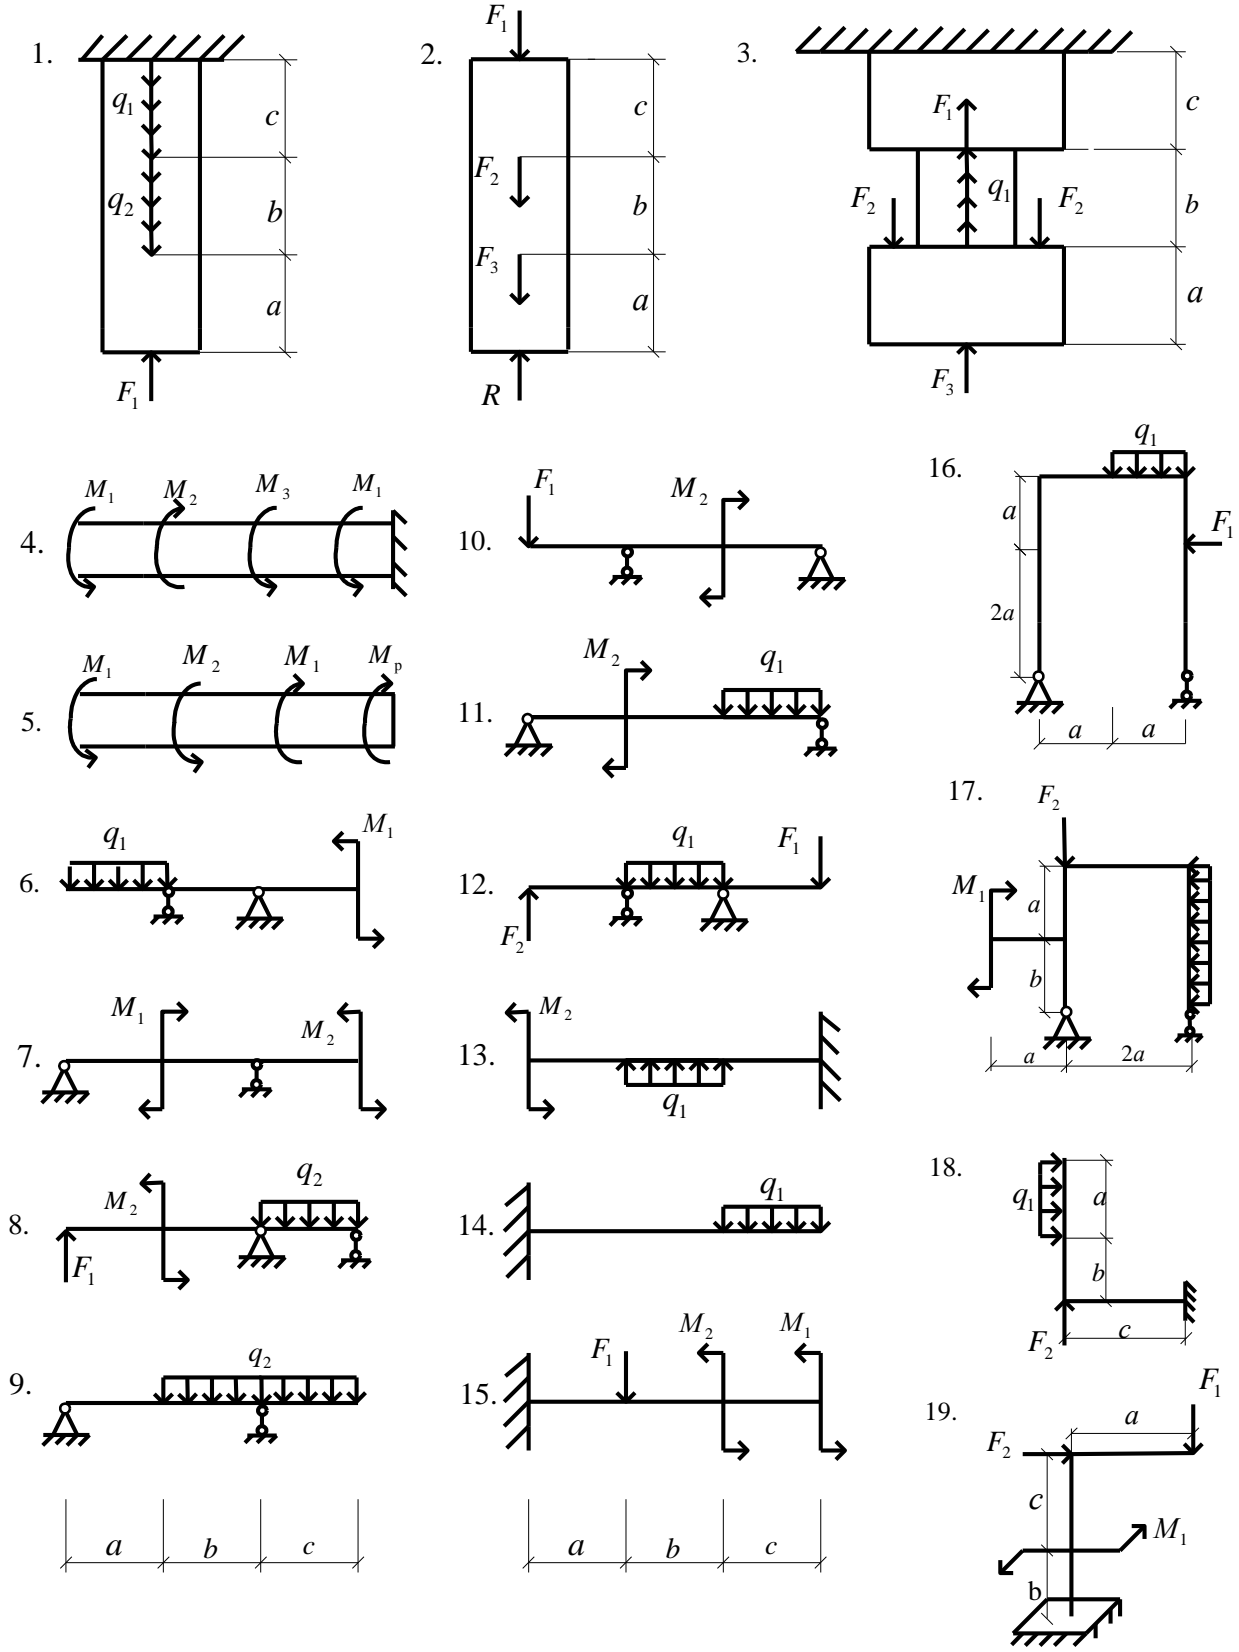 1.
q₁
q₂
c
b
a
F₁
2.
F₁
F₂
F₃
R
c
b
a
3.
F₁
F₂
q₁
F₂
F₃
c
b
a
4.
M₁
M₂
M₃
M₁
5.
M₁
M₂
M₁
Mₚ
6.
q₁
M₁
7.
M₁
M₂
8.
F₁
M₂
q₂
9.
q₂
a
b
c
10.
F₁
M₂
11.
M₂
q₁
12.
F₂
q₁
F₁
13.
M₂
q₁
14.
q₁
15.
F₁
M₂
M₁
a
b
c
16.
q₁
a
F₁
2a
a
a
17.
F₂
M₁
a
b
a
2a
18.
q₁
a
b
F₂
c
19.
F₁
a
F₂
c
M₁
b